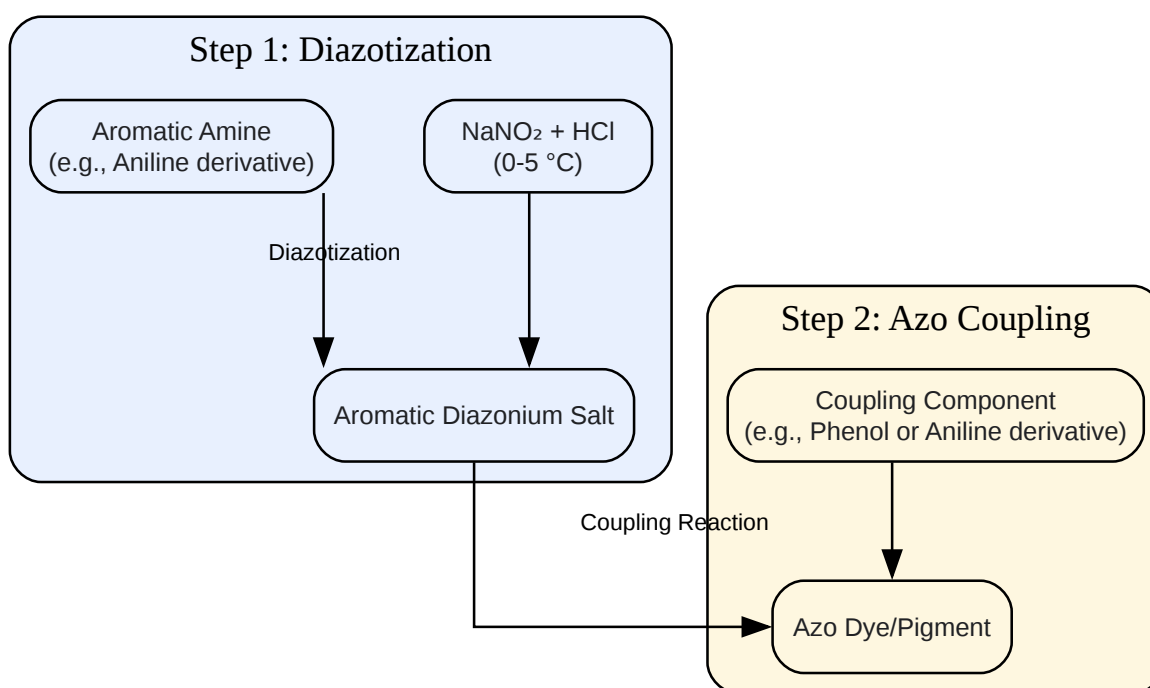 Step 1: Diazotization
Aromatic Amine
(e.g., Aniline derivative)
NaNO₂ + HCl
(0-5 °C)
Diazotization
Aromatic Diazonium Salt
Step 2: Azo Coupling
Coupling Component
(e.g., Phenol or Aniline derivative)
Coupling Reaction
Azo Dye/Pigment